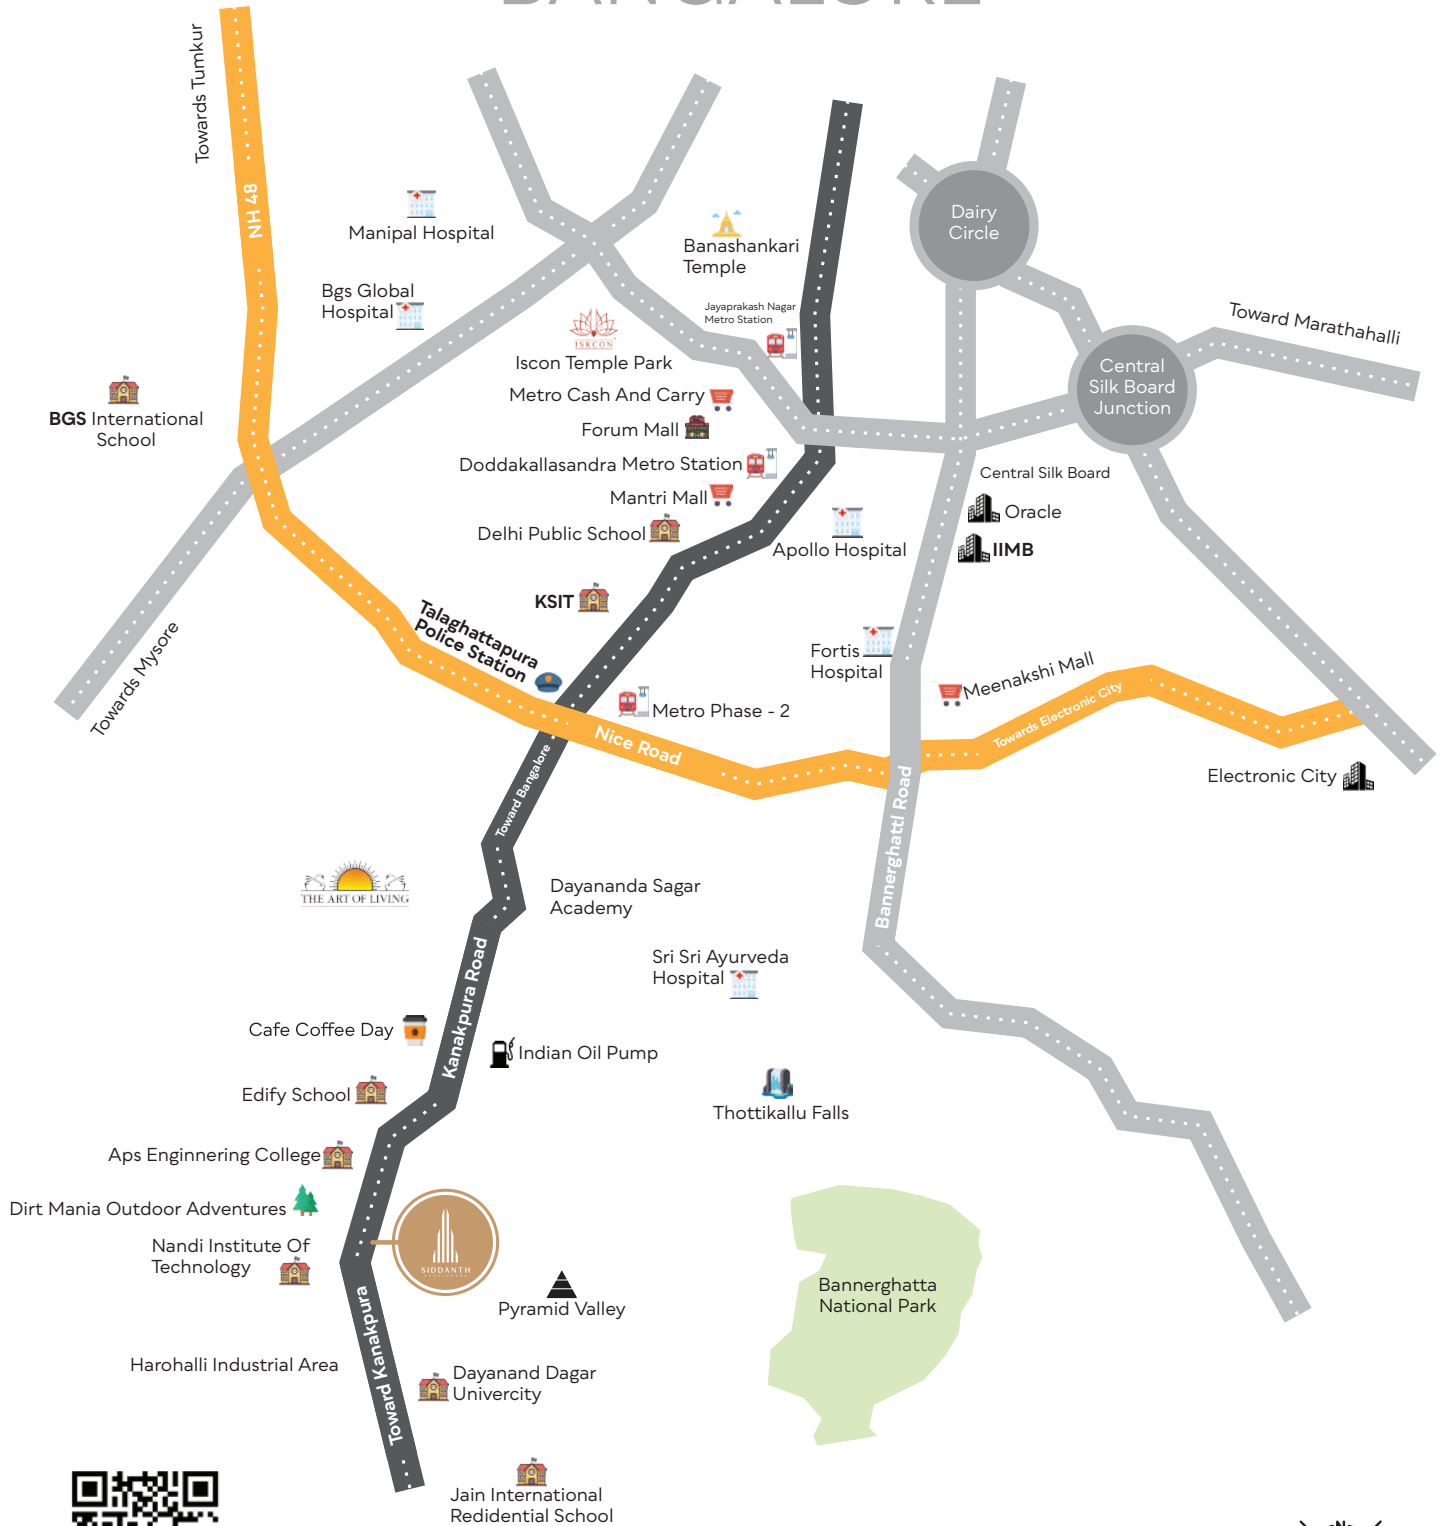 BANGALORE
Towards Tumkur
NH 48
Manipal Hospital
Banashankari
Temple
Dairy
Circle
Bgs Global
Hospital
Jayaprakash Nagar
Metro Station
ISKCON
Iscon Temple Park
Toward Marathahalli
Central
Silk Board
Junction
Metro Cash And Carry
BGS International
School
Forum Mall
Doddakallasandra Metro Station
Central Silk Board
Mantri Mall
Oracle
Delhi Public School
Apollo Hospital
IIMB
KSIT
Talaghattapura
Police Station
Towards Mysore
Fortis
Hospital
Meenakshi Mall
Metro Phase - 2
Nice Road
Towards Electronic City
Electronic City
Toward Bangalore
Bannerghattl Road
THE ART OF LIVING
Dayananda Sagar
Academy
Kanakpura Road
Sri Sri Ayurveda
Hospital
Cafe Coffee Day
Indian Oil Pump
Edify School
Thottikallu Falls
Aps Enginnering College
Dirt Mania Outdoor Adventures
Nandi Institute Of
Technology
SIDDANTH
Pyramid Valley
Bannerghatta
National Park
Toward Kanakpura
Harohalli Industrial Area
Dayanand Dagar
Univercity
Jain International
Redidential School
N